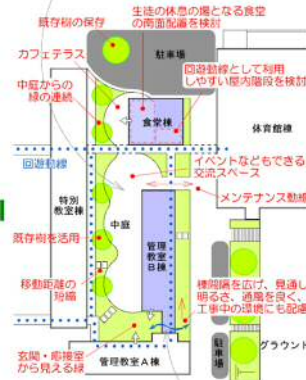 既存樹の保存
生徒の休息の場となる食堂
の南面配置を検討
カフェテラス
駐車場
中庭からの
緑の連続
回遊動線として利用
しやすい屋内階段を検討
食堂棟
体育館棟
回遊動線
イベントなどもできる
交流スペース
特別
教室棟
メンテナンス動線
中庭
既存樹を活用
管理
教室
B棟
移動距離の
短縮
棟間隔を広げ、見通し
明るさ、通風を良く、
工事中の環境にも配慮
駐車場
グラウンド
玄関・応接室
から見える緑
管理教室A棟